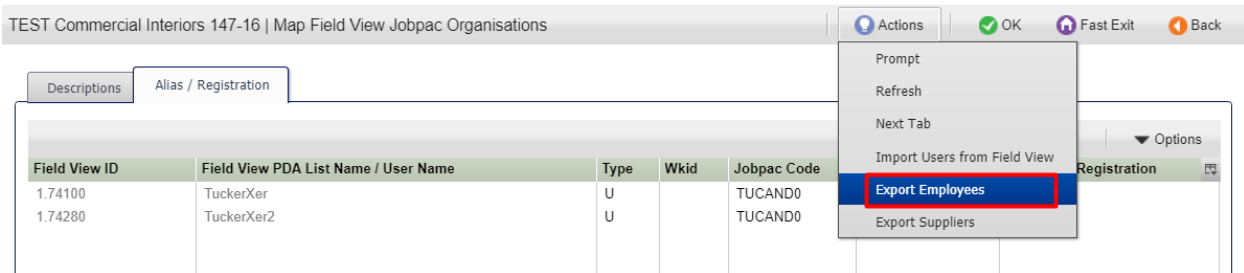 TEST Commercial Interiors 147-16 | Map Field View Jobpac Organisations
Actions
OK
Fast Exit
Back
Prompt
Refresh
Next Tab
Import Users from Field View
Export Employees
Export Suppliers
Descriptions
Alias / Registration
Options
Field View ID Field View PDA List Name / User Name Type Wkid Jobpac Code Registration
1.74100 TuckerXer U TUCAND0
1.74280 TuckerXer2 U TUCAND0